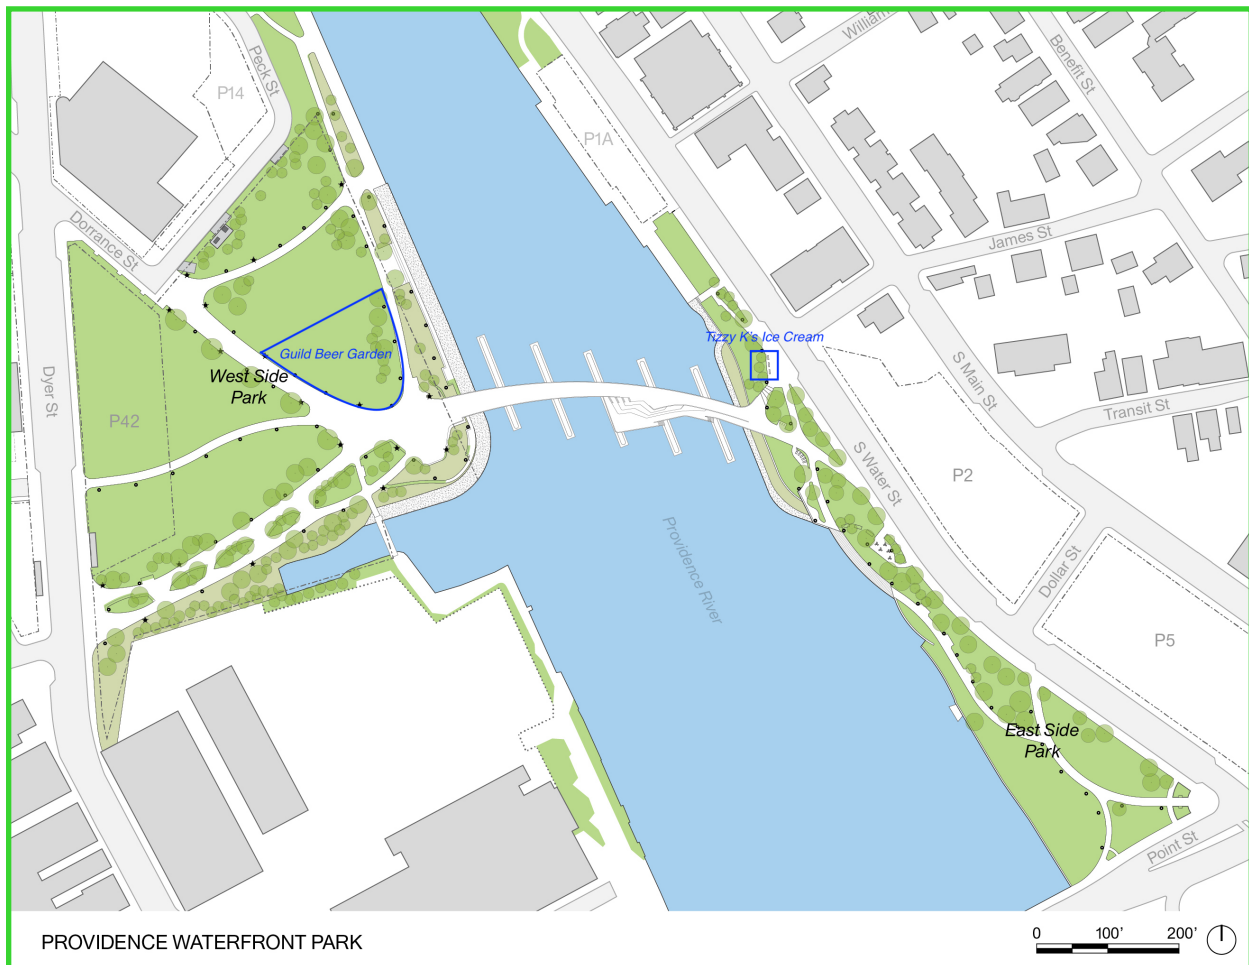 Peck St
P14
P1A
William
Benefit St
Dorrance St
James St
Tizzy K's Ice Cream
Guild Beer Garden
West Side
Park
Dyer St
P42
S Main St
Transit St
S Water St
P2
Providence River
Dollar St
P5
East Side
Park
Point St
PROVIDENCE WATERFRONT PARK
0 100' 200'